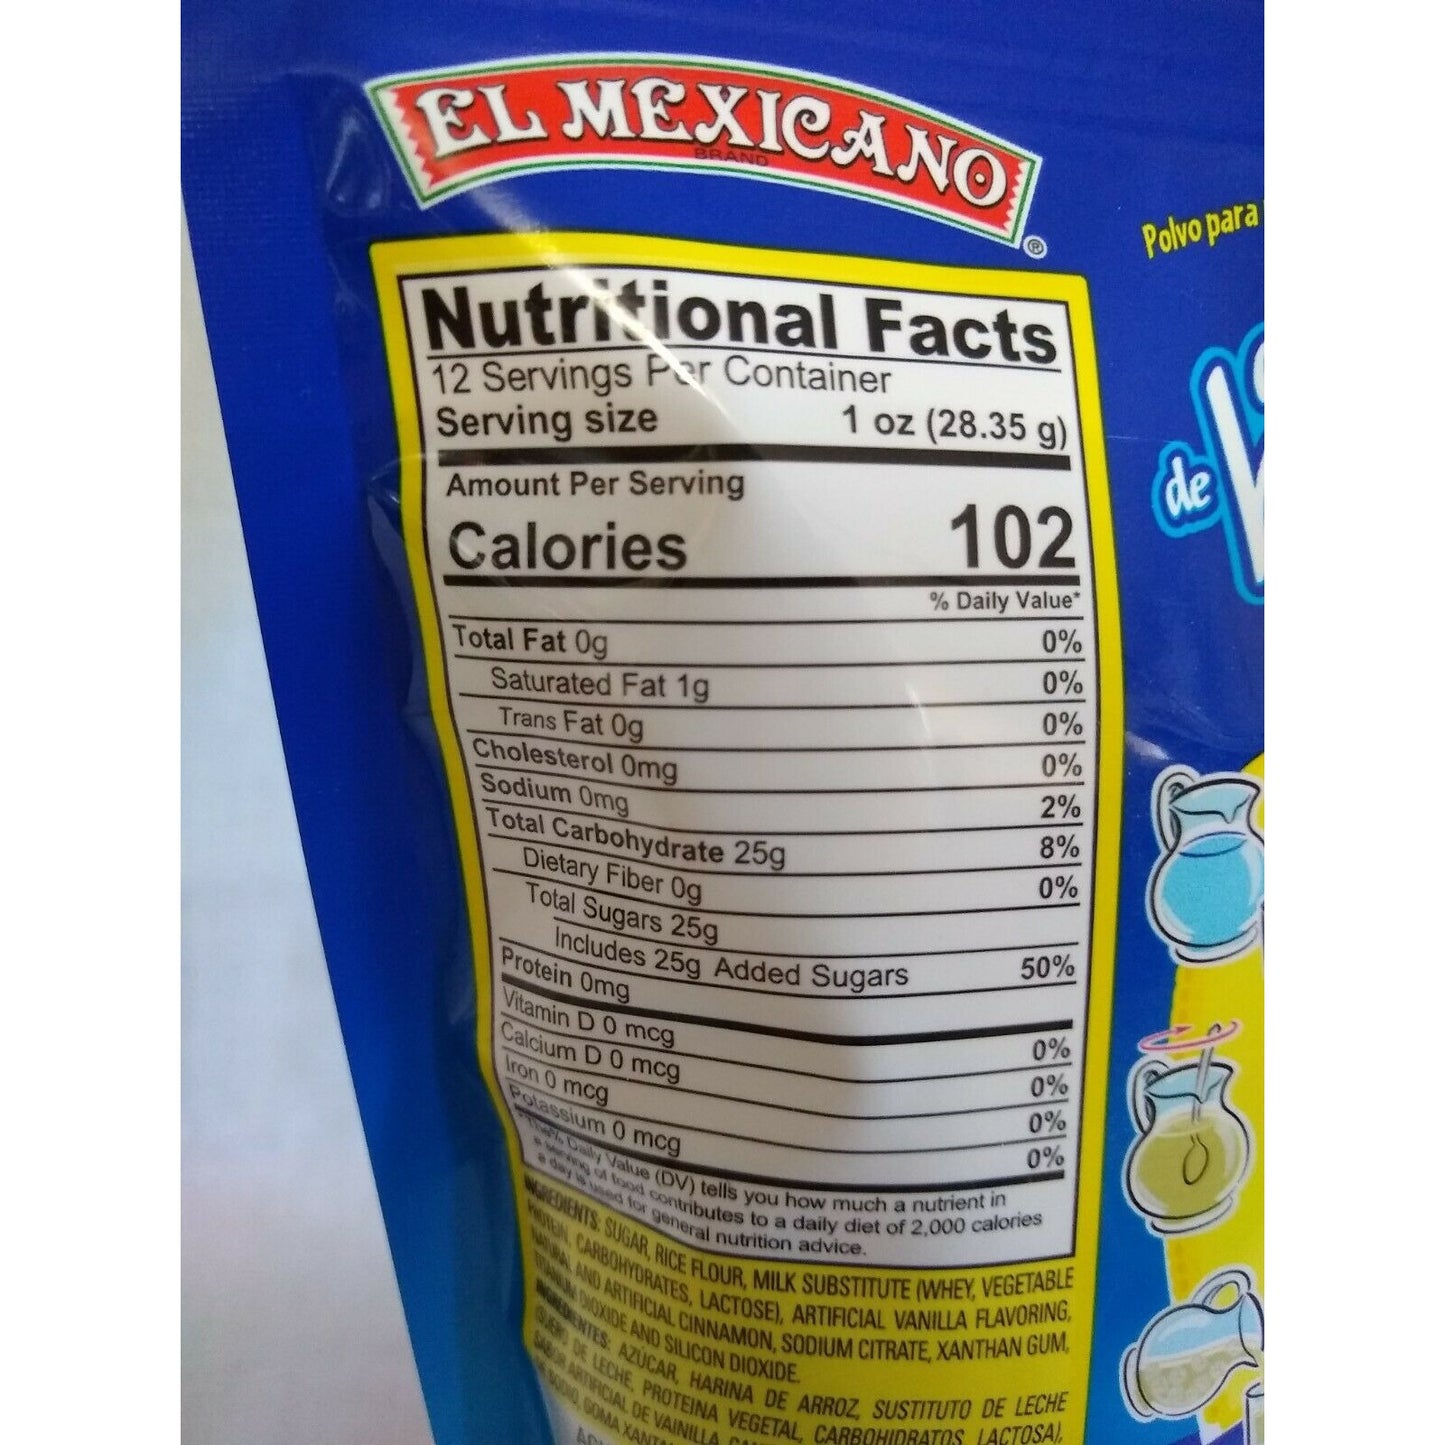 EL MEXICANO
BRAND
®
Polvo para
de
Nutritional Facts
12 Servings Per Container
Serving size 1 oz (28.35 g)
Amount Per Serving
Calories 102
% Daily Value*
Total Fat 0g 0%
Saturated Fat 1g 0%
Trans Fat 0g 0%
Cholesterol 0mg 0%
Sodium 0mg 2%
Total Carbohydrate 25g 8%
Dietary Fiber 0g 0%
Total Sugars 25g
Includes 25g Added Sugars 50%
Protein 0mg
Vitamin D 0 mcg 0%
Calcium D 0 mcg 0%
Iron 0 mcg 0%
Potassium 0 mcg 0%
Daily Value (DV) tells you how much a nutrient in
a serving of food contributes to a daily diet of 2,000 calories
a day is used for general nutrition advice.
INGREDIENTS: SUGAR, RICE FLOUR, MILK SUBSTITUTE (WHEY, VEGETABLE
PROTEIN, CARBOHYDRATES, LACTOSE), ARTIFICIAL VANILLA FLAVORING,
NATURAL AND ARTIFICIAL CINNAMON, SODIUM CITRATE, XANTHAN GUM,
TITANIUM DIOXIDE AND SILICON DIOXIDE.
INGREDIENTES: AZÚCAR, HARINA DE ARROZ, SUSTITUTO DE LECHE
(SUERO DE LECHE, PROTEINA VEGETAL, CARBOHIDRATOS, LACTOSA),
SABOR ARTIFICIAL DE VAINILLA,
GOMA